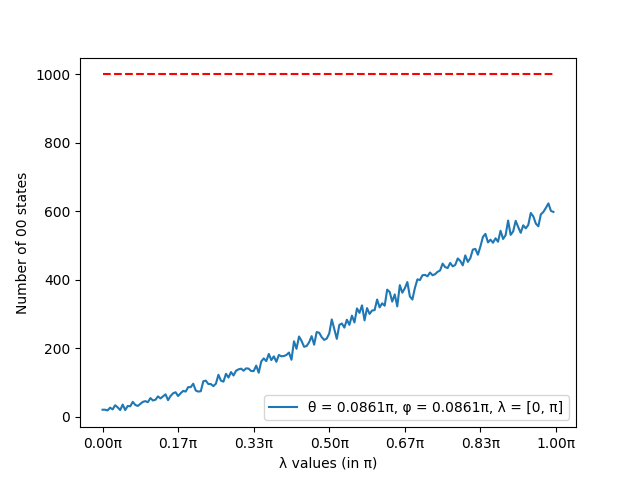 1000
800
600
400
200
0
Number of 00 states
θ = 0.0861π, φ = 0.0861π, λ = [0, π]
0.00π 0.17π 0.33π 0.50π 0.67π 0.83π 1.00π
λ values (in π)